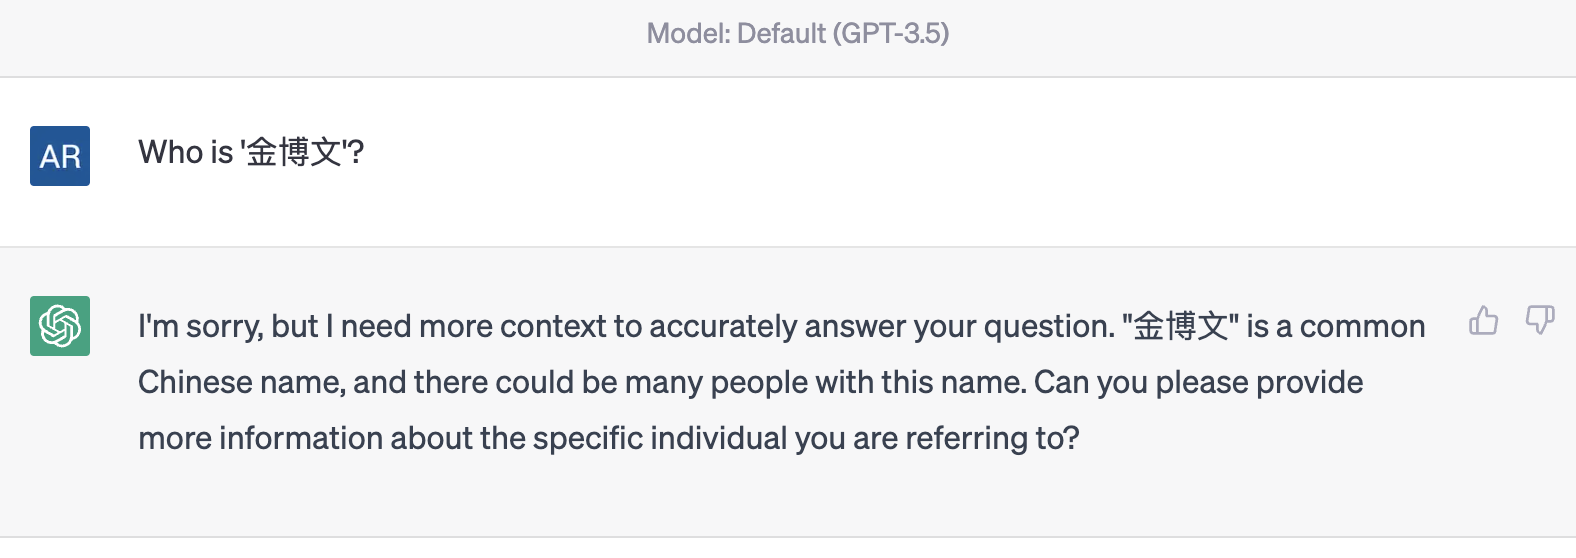 Model: Default (GPT-3.5)
AR
Who is '金博文'?
I'm sorry, but I need more context to accurately answer your question. "金博文" is a common
Chinese name, and there could be many people with this name. Can you please provide
more information about the specific individual you are referring to?